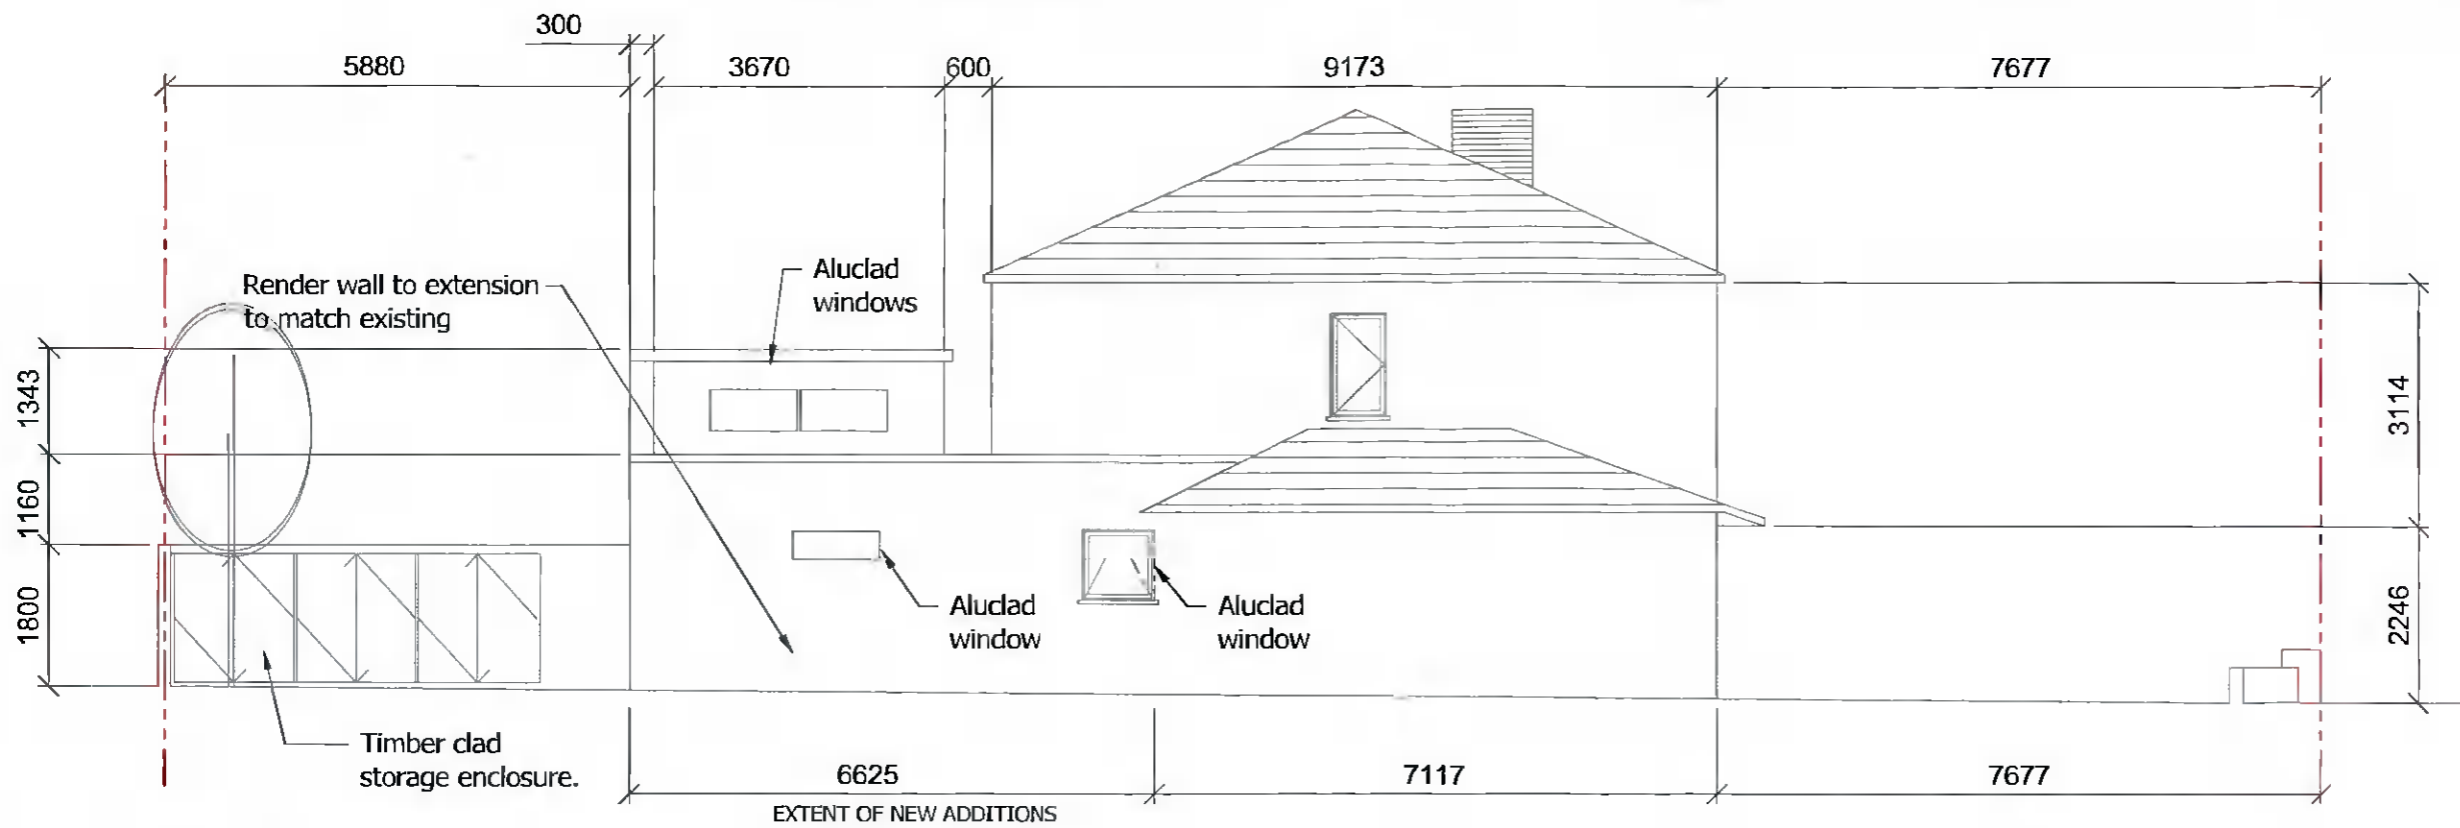 300
5880
3670
600
9173
7677
Render wall to extension
to match existing
Aluclad
windows
1343
1160
1800
3114
2246
Aluclad
window
Aluclad
window
Timber clad
storage enclosure.
6625
7117
7677
EXTENT OF NEW ADDITIONS